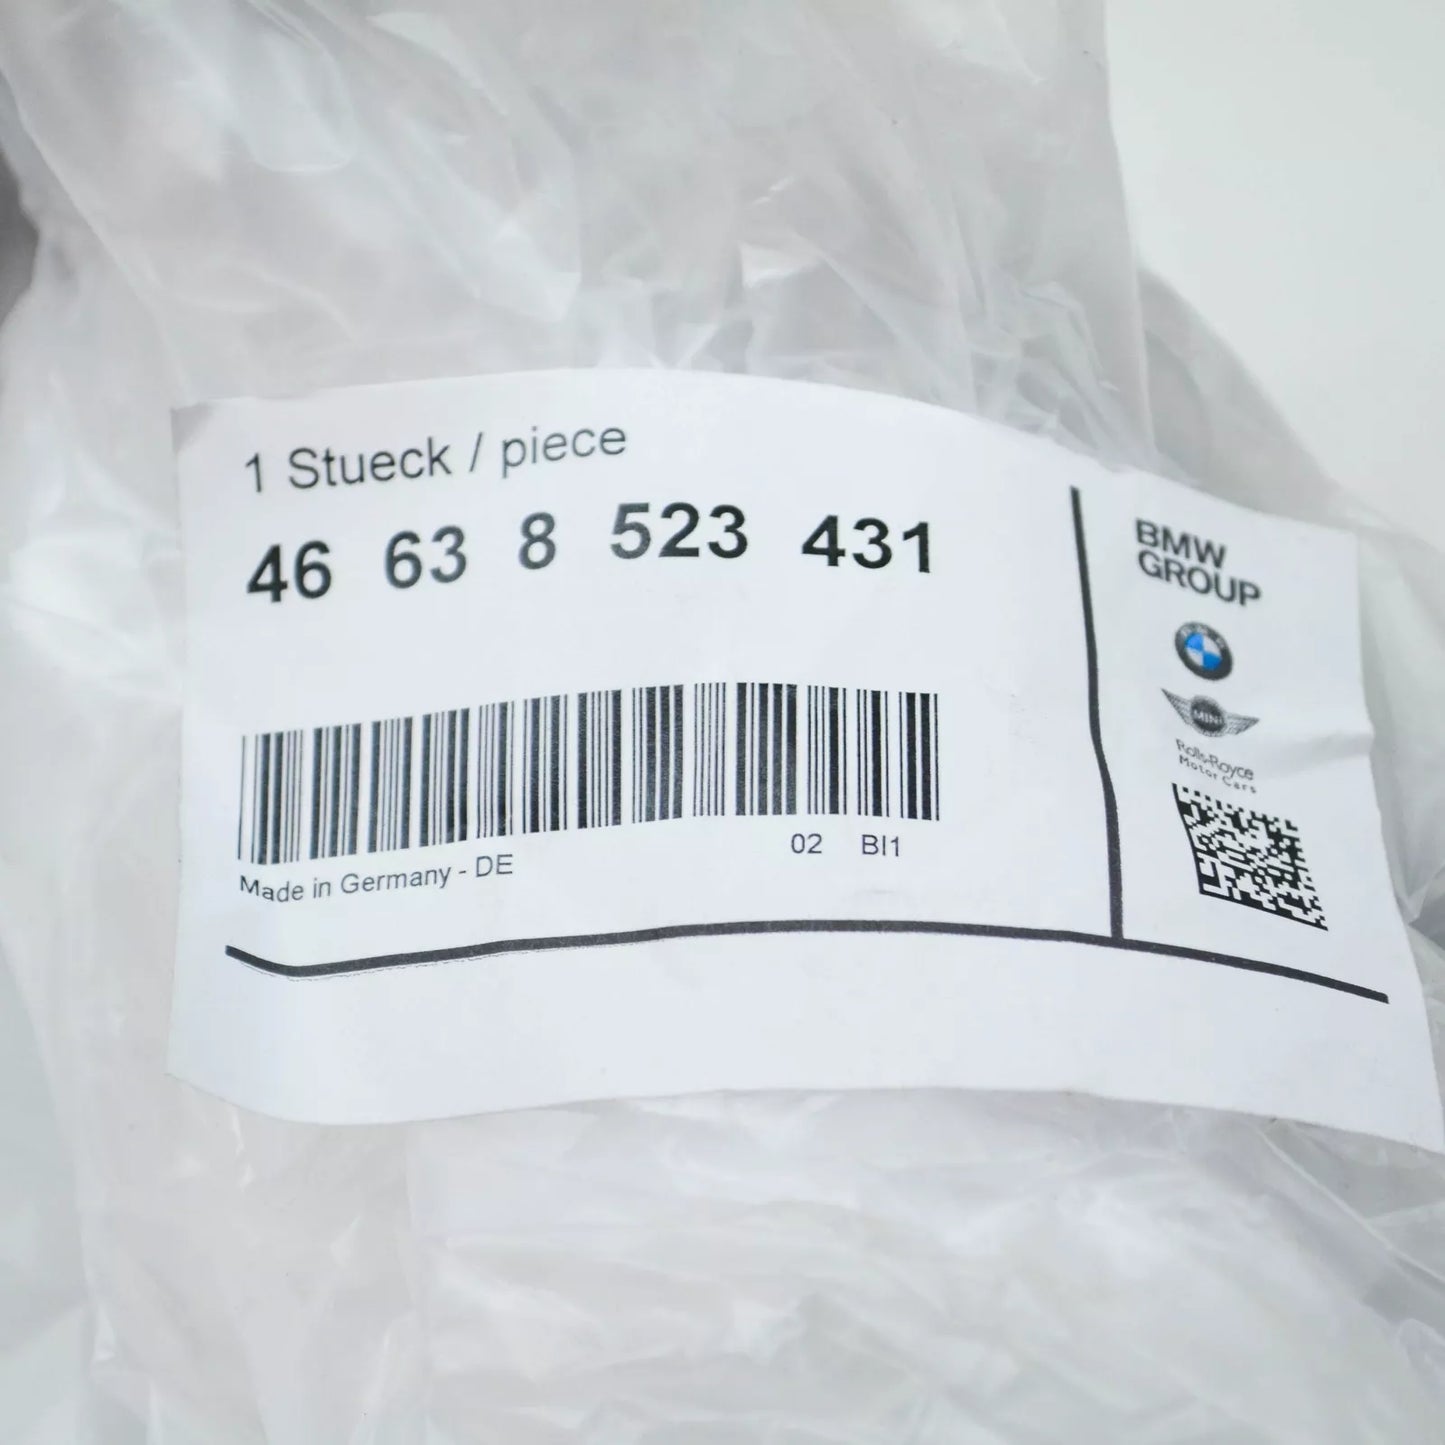 1 Stueck / piece
46 63 8 523 431
Made in Germany - DE
02 BI1
BMW
GROUP
MINI
Rolls-Royce
Motor Cars